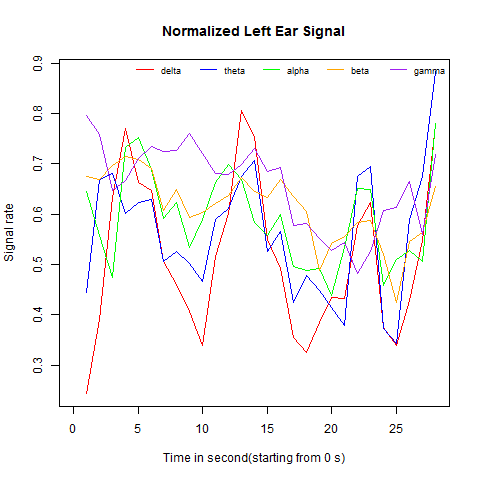 Normalized Left Ear Signal
delta theta alpha beta gamma
0.9
0.8
0.7
0.6
0.5
0.4
0.3
Signal rate
0 5 10 15 20 25
Time in second(starting from 0 s)